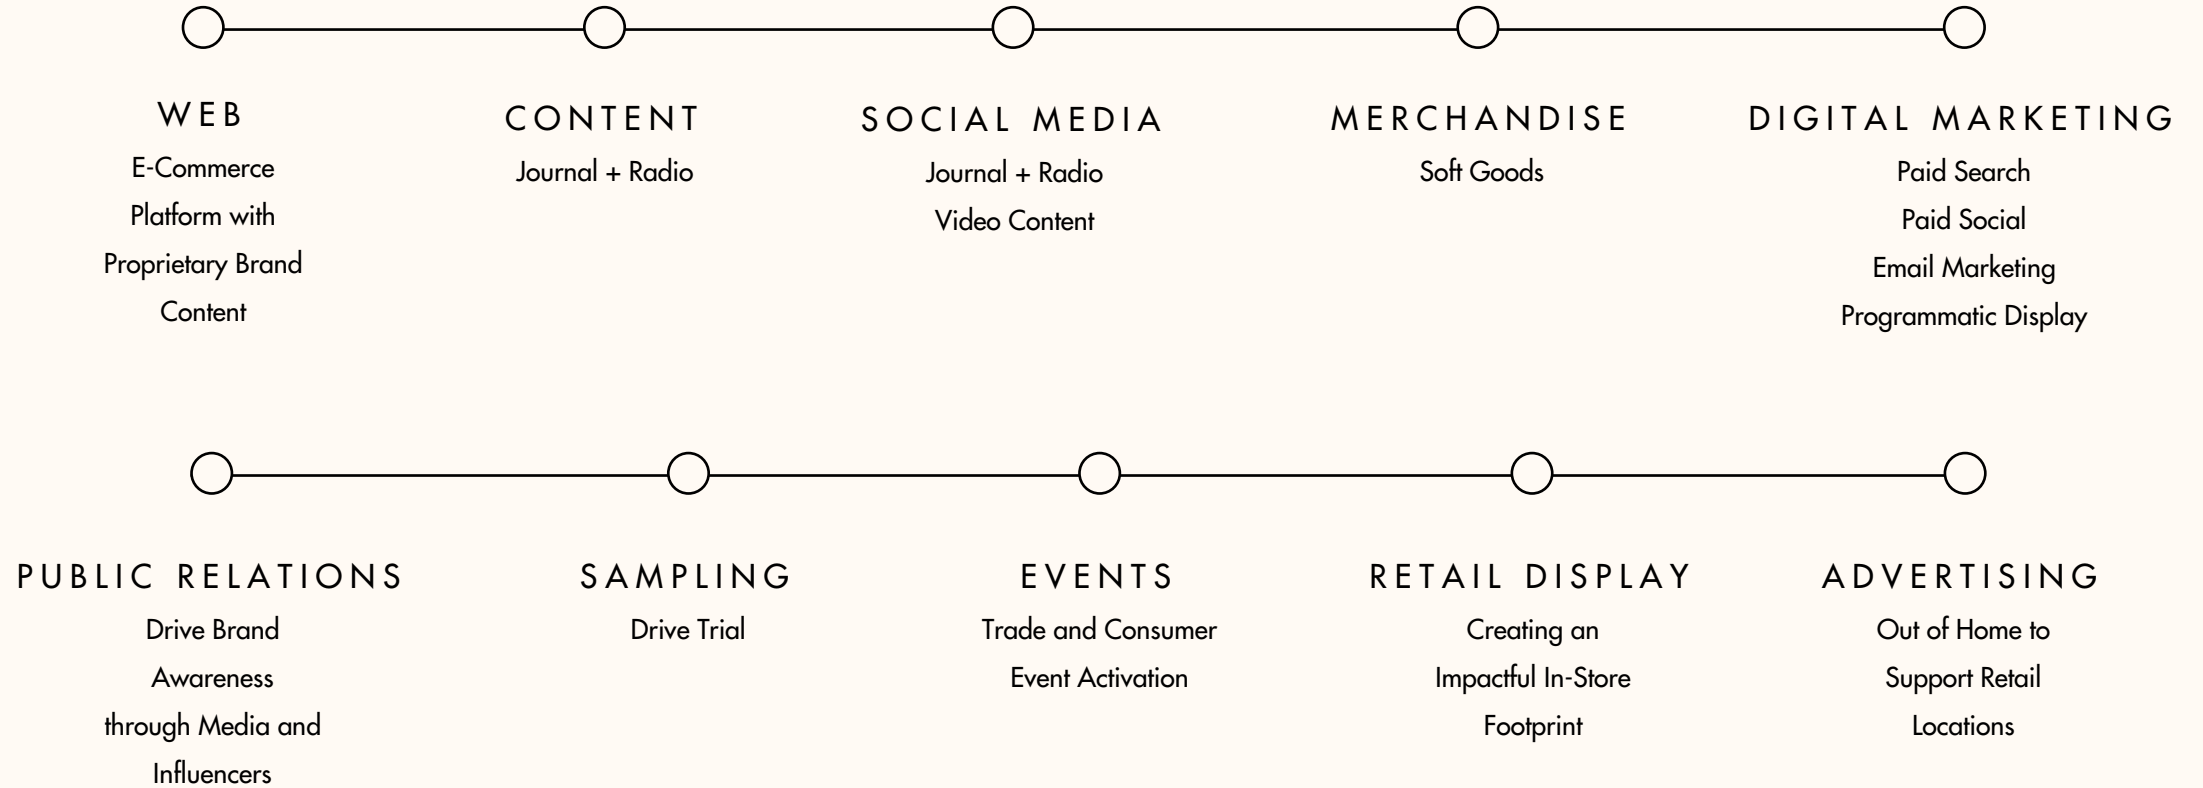 WEB
E-Commerce
Platform with
Proprietary Brand
Content
CONTENT
Journal + Radio
SOCIAL MEDIA
Journal + Radio
Video Content
MERCHANDISE
Soft Goods
DIGITAL MARKETING
Paid Search
Paid Social
Email Marketing
Programmatic Display
PUBLIC RELATIONS
Drive Brand
Awareness
through Media and
Influencers
SAMPLING
Drive Trial
EVENTS
Trade and Consumer
Event Activation
RETAIL DISPLAY
Creating an
Impactful In-Store
Footprint
ADVERTISING
Out of Home to
Support Retail
Locations